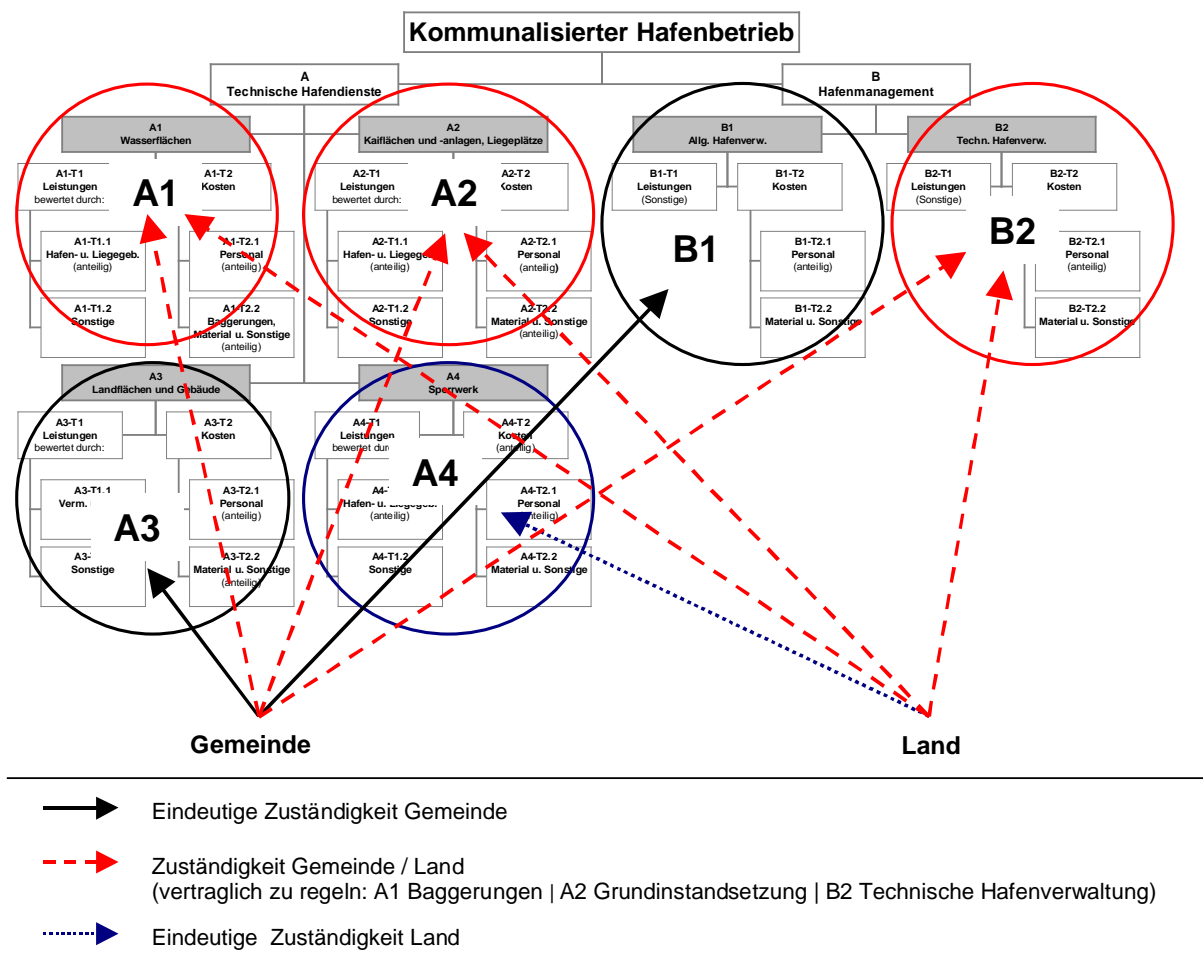 Kommunalisierter Hafenbetrieb
A
Technische Hafendienste
B
Hafenmanagement
A1
Wasserflächen
A2
Kaiflächen und -anlagen, Liegeplätze
B1
Allg. Hafenverw.
B2
Techn. Hafenverw.
A1-T1
Leistungen
bewertet durch:
A1-T2
Kosten
A1
A1-T1.1
Hafen- u. Liegegeb.
(anteilig)
A1-T2.1
Personal
(anteilig)
A1-T1.2
Sonstige
A1-T2.2
Baggerungen,
Material u. Sonstige
(anteilig)
A2-T1
Leistungen
bewertet durch:
A2-T2
Kosten
A2
A2-T1.1
Hafen- u. Liegegeb.
(anteilig)
A2-T2.1
Personal
(anteilig)
A2-T1.2
Sonstige
A2-T2.2
Material u. Sonstige
(anteilig)
B1-T1
Leistungen
(Sonstige)
B1-T2
Kosten
B1
B1-T2.1
Personal
(anteilig)
B1-T2.2
Material u. Sonstige
B2-T1
Leistungen
(Sonstige)
B2-T2
Kosten
B2
B2-T2.1
Personal
(anteilig)
B2-T2.2
Material u. Sonstige
A3
Landflächen und Gebäude
A4
Sperrwerk
A3-T1
Leistungen
bewertet durch:
A3-T2
Kosten
A3-T1.1
Verm.
A3
A3-T2.1
Personal
(anteilig)
Sonstige
A3-T2.2
Material u. Sonstige
(anteilig)
A4-T1
Leistungen
bewertet
A4-T2
Kosten
(anteilig)
A4
Hafen- u. Liegegeb.
(anteilig)
A4-T2.1
Personal
(anteilig)
A4-T1.2
Sonstige
A4-T2.2
Material u. Sonstige
Gemeinde
Land
Eindeutige Zuständigkeit Gemeinde
Zuständigkeit Gemeinde / Land
(vertraglich zu regeln: A1 Baggerungen | A2 Grundinstandsetzung | B2 Technische Hafenverwaltung)
Eindeutige Zuständigkeit Land